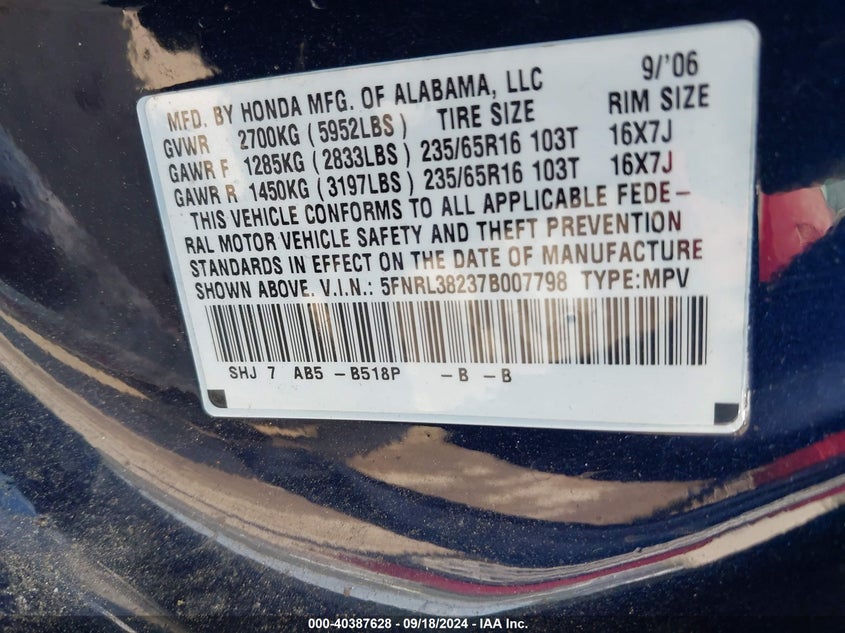 9/'06
MFD. BY HONDA MFG. OF ALABAMA, LLC
TIRE SIZE RIM SIZE
GVWR 2700KG (5952LBS)
GAWR F 1285KG (2833LBS) 235/65R16 103T 16X7J
GAWR R 1450KG (3197LBS) 235/65R16 103T 16X7J
THIS VEHICLE CONFORMS TO ALL APPLICABLE FEDE-
RAL MOTOR VEHICLE SAFETY AND THEFT PREVENTION
STANDARDS IN EFFECT ON THE DATE OF MANUFACTURE
SHOWN ABOVE. V.I.N.: 5FNRL38237B007798 TYPE:MPV
SHJ 7 AB5 -B518P -B -B
000-40387628 - 09/18/2024 - IAA Inc.